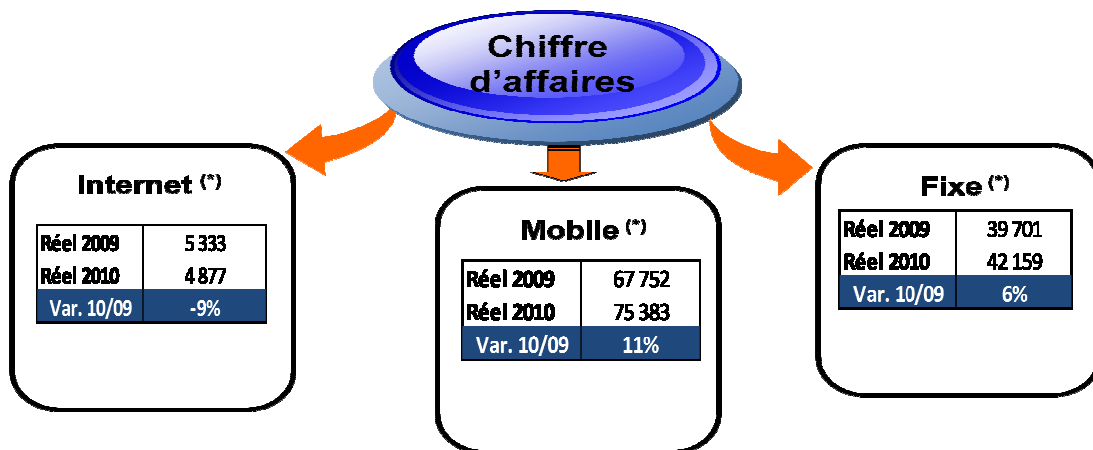 Chiffre
d'affaires
Internet (*)
Réel 2009 5 333
Réel 2010 4 877
Var. 10/09 -9%
Mobile (*)
Réel 2009 67 752
Réel 2010 75 383
Var. 10/09 11%
Fixe (*)
Réel 2009 39 701
Réel 2010 42 159
Var. 10/09 6%